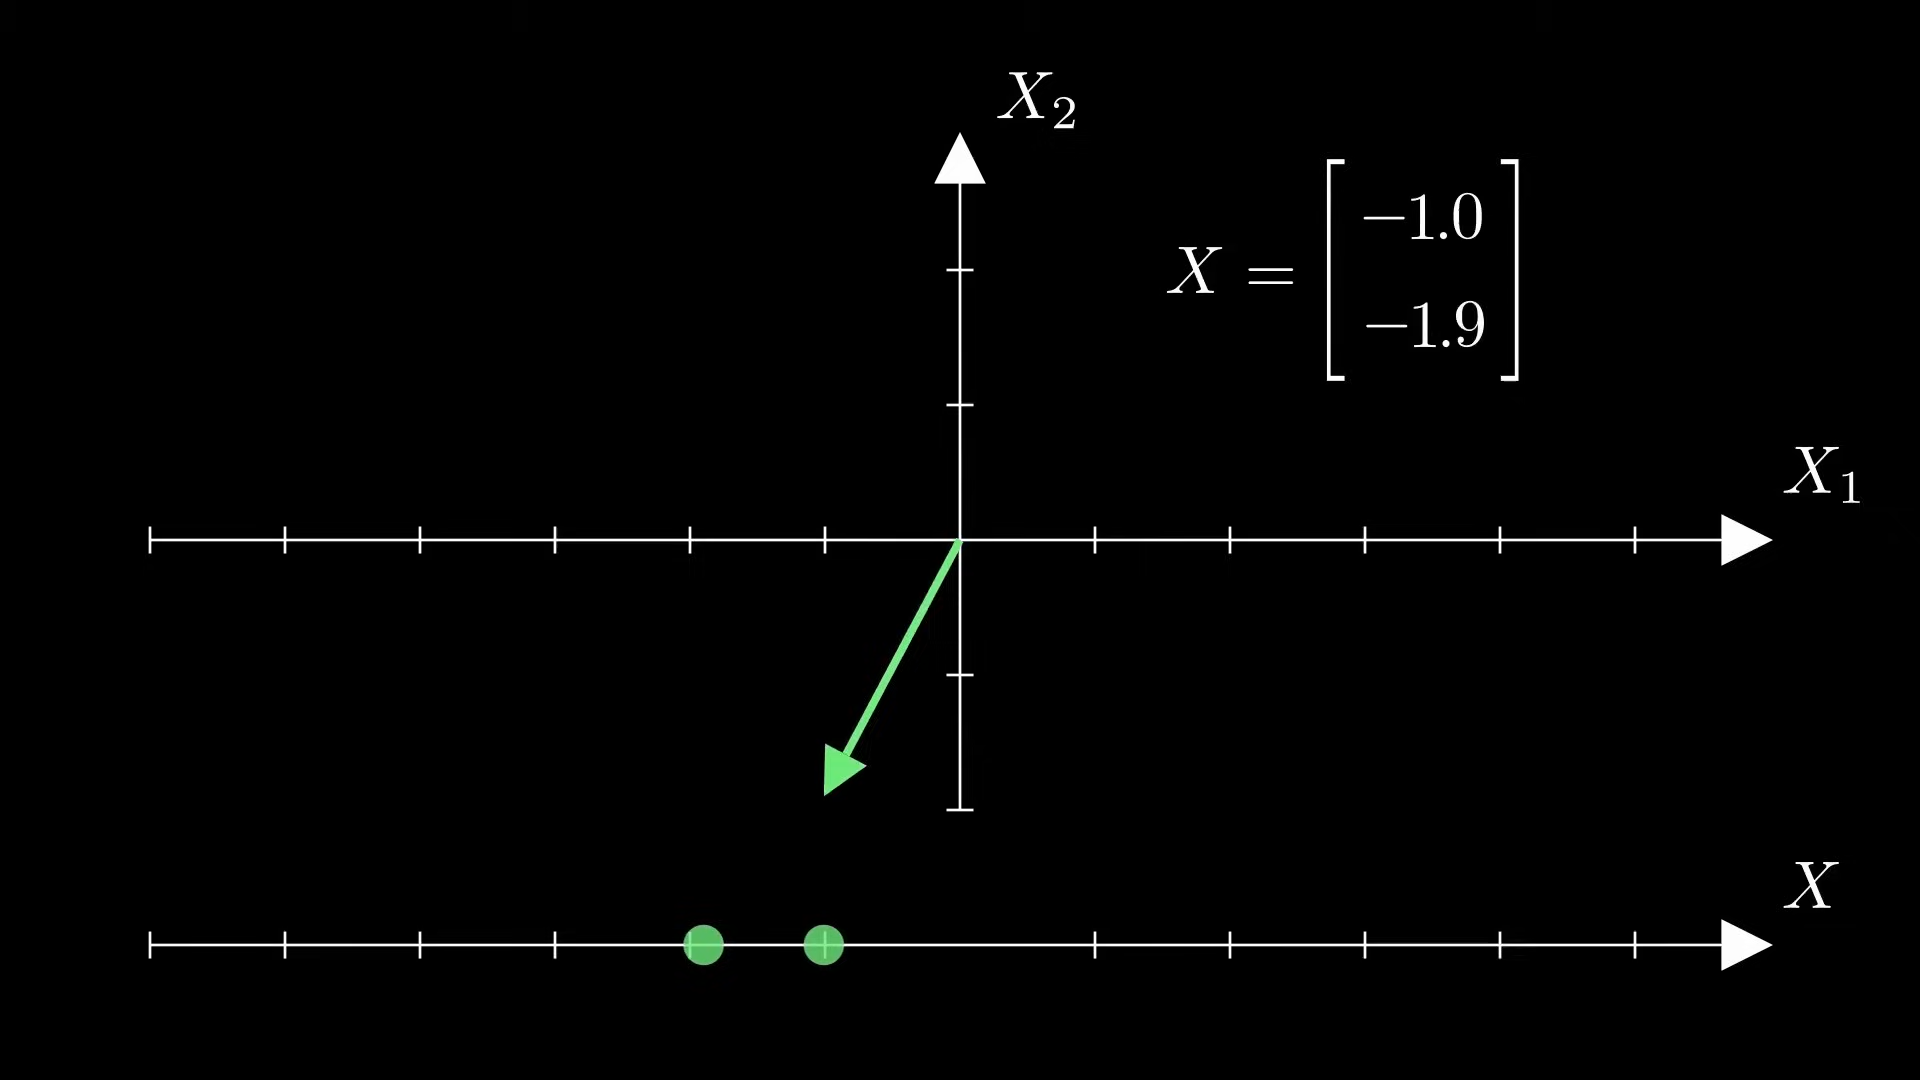 X₂
X = [ −1.0
−1.9 ]
X₁
X